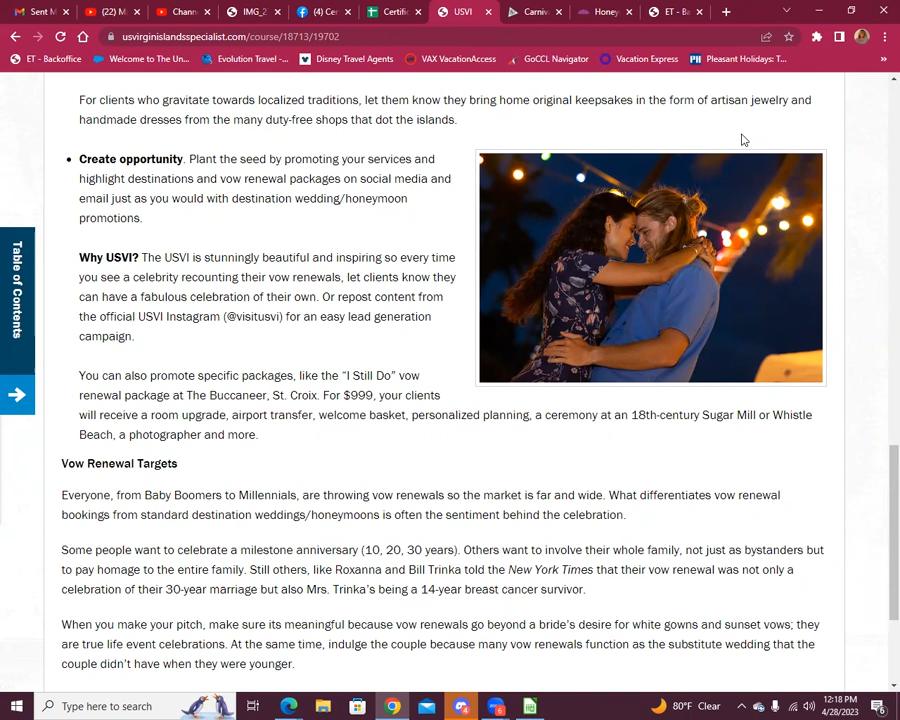 Sent M
(22) M
Chann
IMG_2
(4) Cer
Certific
USVI
Carniv
Honey
ET - Ba
usvirginislandsspecialist.com/course/18713/19702
ET - Backoffice
Welcome to The Un...
Evolution Travel -...
Disney Travel Agents
VAX VacationAccess
GoCCL Navigator
Vacation Express
Pleasant Holidays: T...
For clients who gravitate towards localized traditions, let them know they bring home original keepsakes in the form of artisan jewelry and
handmade dresses from the many duty-free shops that dot the islands.
Create opportunity. Plant the seed by promoting your services and
highlight destinations and vow renewal packages on social media and
email just as you would with destination wedding/honeymoon
promotions.
Why USVI? The USVI is stunningly beautiful and inspiring so every time
you see a celebrity recounting their vow renewals, let clients know they
can have a fabulous celebration of their own. Or repost content from
the official USVI Instagram (@visitusvi) for an easy lead generation
campaign.
You can also promote specific packages, like the “I Still Do” vow
renewal package at The Buccaneer, St. Croix. For $999, your clients
will receive a room upgrade, airport transfer, welcome basket, personalized planning, a ceremony at an 18th-century Sugar Mill or Whistle
Beach, a photographer and more.
Vow Renewal Targets
Everyone, from Baby Boomers to Millennials, are throwing vow renewals so the market is far and wide. What differentiates vow renewal
bookings from standard destination weddings/honeymoons is often the sentiment behind the celebration.
Some people want to celebrate a milestone anniversary (10, 20, 30 years). Others want to involve their whole family, not just as bystanders but
to pay homage to the entire family. Still others, like Roxanna and Bill Trinka told the New York Times that their vow renewal was not only a
celebration of their 30-year marriage but also Mrs. Trinka’s being a 14-year breast cancer survivor.
When you make your pitch, make sure its meaningful because vow renewals go beyond a bride’s desire for white gowns and sunset vows; they
are true life event celebrations. At the same time, indulge the couple because many vow renewals function as the substitute wedding that the
couple didn’t have when they were younger.
Table of Contents
Type here to search
80°F Clear
12:18 PM
4/28/2023